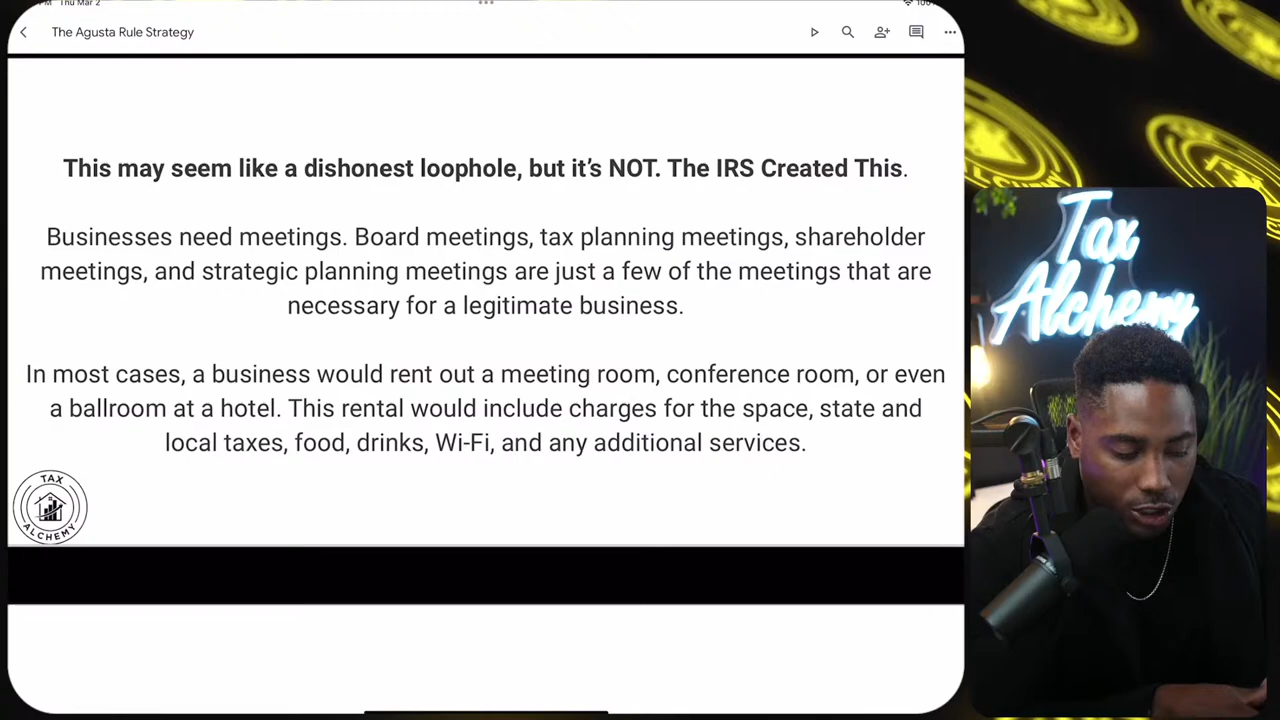 Thu Mar 2
The Agusta Rule Strategy
This may seem like a dishonest loophole, but it's NOT. The IRS Created This.
Businesses need meetings. Board meetings, tax planning meetings, shareholder
meetings, and strategic planning meetings are just a few of the meetings that are
necessary for a legitimate business.
In most cases, a business would rent out a meeting room, conference room, or even
a ballroom at a hotel. This rental would include charges for the space, state and
local taxes, food, drinks, Wi-Fi, and any additional services.
TAX
ALCHEMY
Tax
Alchemy